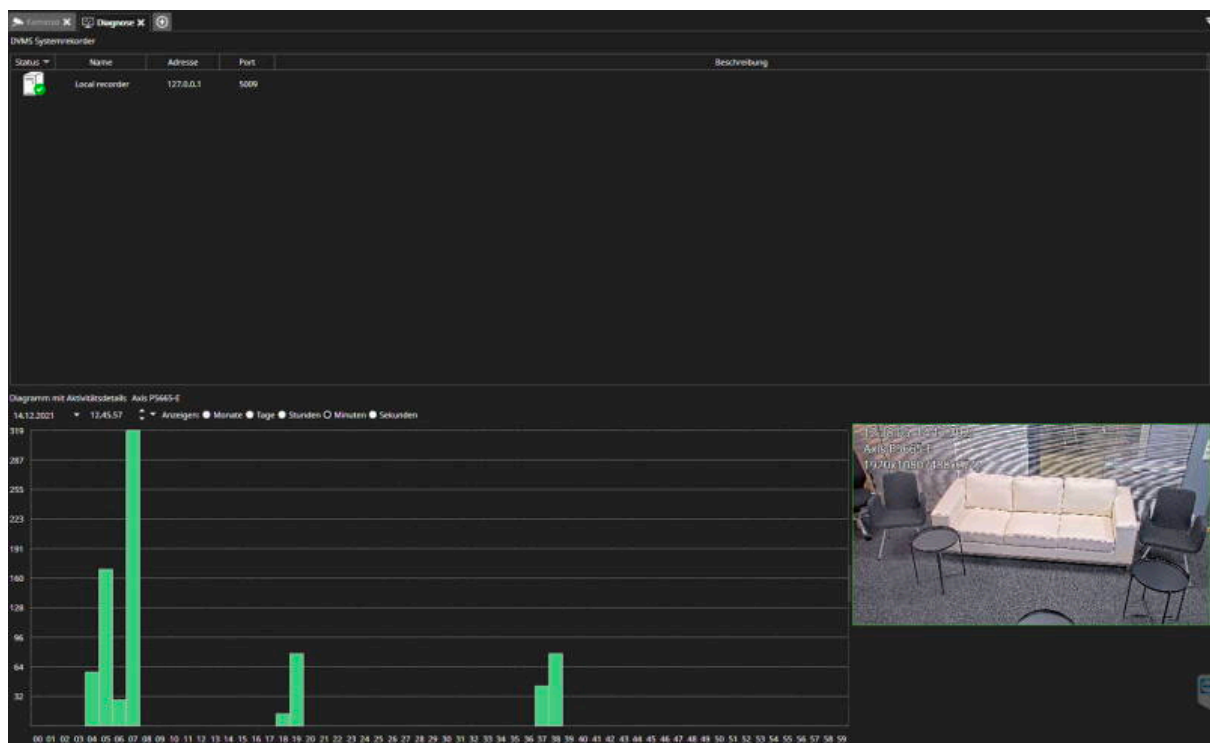 Kameras Diagnose
DVMS Systemrekorder
Status Name Adresse Port Beschreibung
Local recorder 127.0.0.1 5009
Diagramm mit Aktivitätsdetails Axis P5665-E
14.12.2021 12.45.57 Anzeigen: Monate Tage Stunden Minuten Sekunden
319
287
255
223
191
160
128
96
64
32
Axis P5665-E
00 01 02 03 04 05 06 07 08 09 10 11 12 13 14 15 16 17 18 19 20 21 22 23 24 25 26 27 28 29 30 31 32 33 34 35 36 37 38 39 40 41 42 43 44 45 46 47 48 49 50 51 52 53 54 55 56 57 58 59